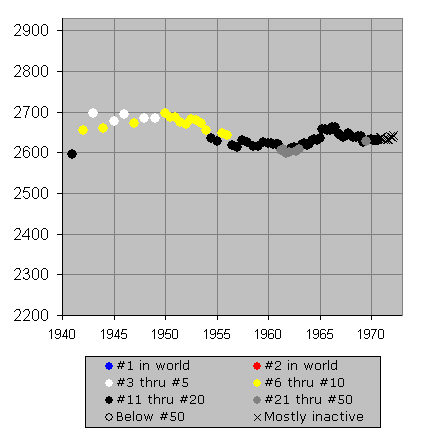 2900
2800
2700
2600
2500
2400
2300
2200
1940 1945 1950 1955 1960 1965 1970
#1 in world #2 in world
#3 thru #5 #6 thru #10
#11 thru #20 #21 thru #50
Below #50 Mostly inactive